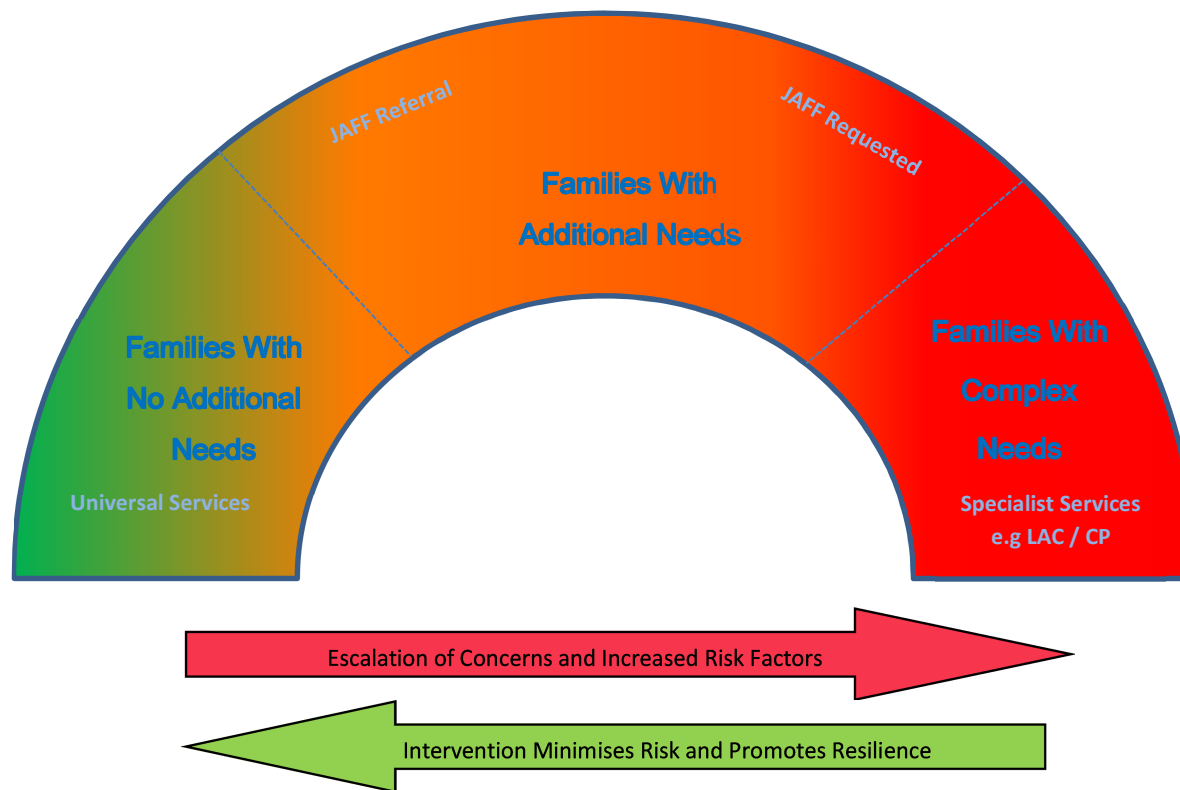 JAFF Referral
JAFF Requested
Families With
Additional Needs
Families With
No Additional
Needs
Universal Services
Families With
Complex
Needs
Specialist Services
e.g LAC / CP
Escalation of Concerns and Increased Risk Factors
Intervention Minimises Risk and Promotes Resilience